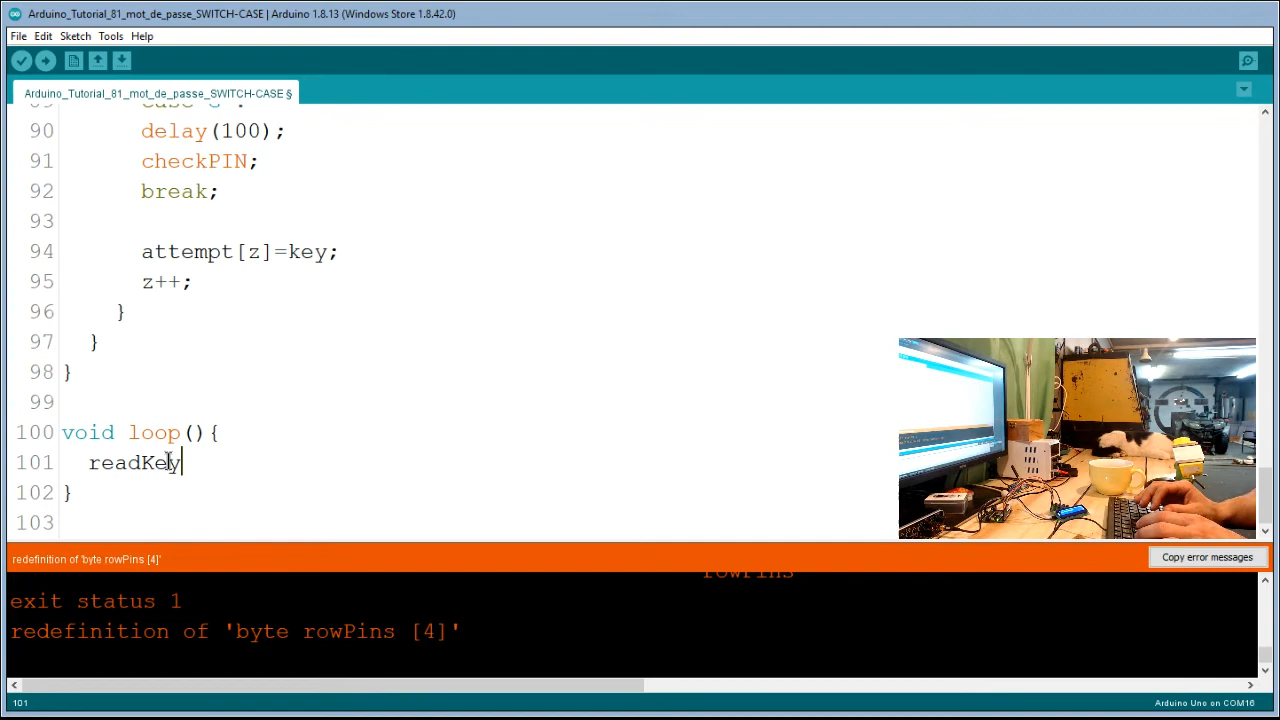 Arduino_Tutorial_81_mot_de_passe_SWITCH-CASE | Arduino 1.8.13 (Windows Store 1.8.42.0)
File Edit Sketch Tools Help
Arduino_Tutorial_81_mot_de_passe_SWITCH-CASE §
90 delay(100);
91 checkPIN;
92 break;
93
94 attempt[z]=key;
95 z++;
96 }
97 }
98 }
99
100 void loop(){
101 readKey
102 }
103
redefinition of 'byte rowPins [4]'
Copy error messages
rowPins
exit status 1
redefinition of 'byte rowPins [4]'
101
Arduino Uno on COM16